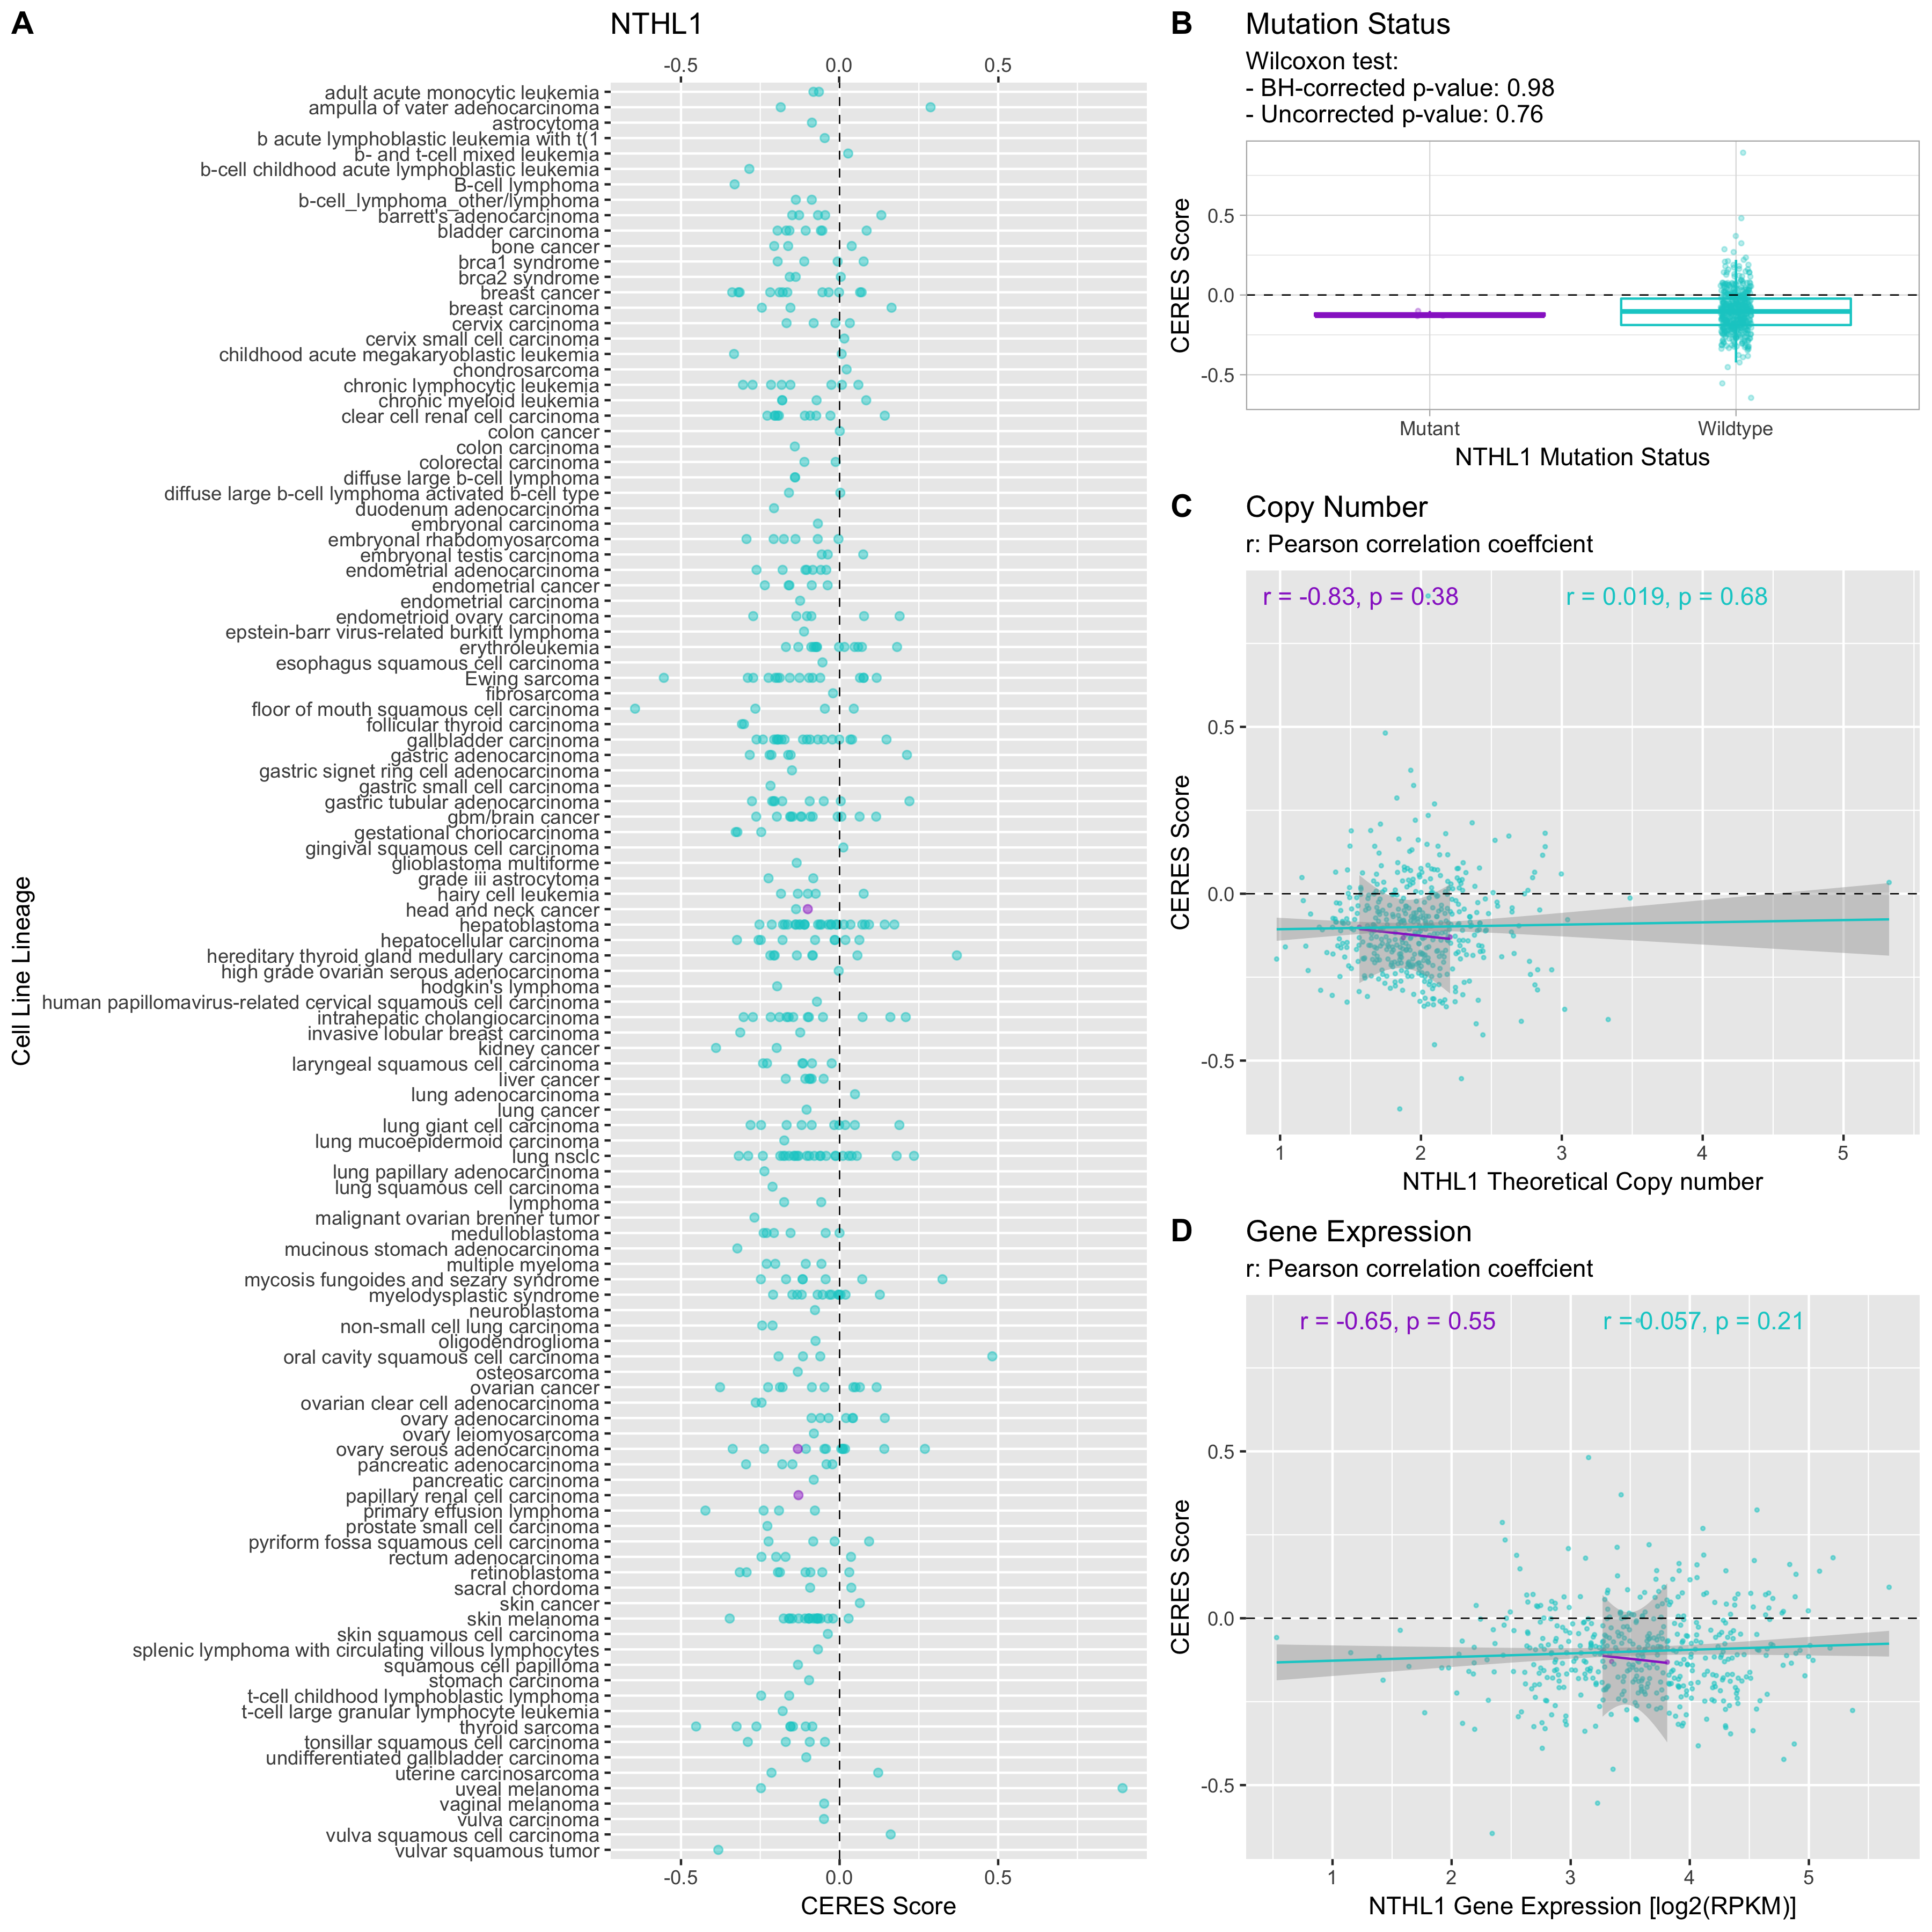 A
NTHL1
-0.5 0.0 0.5
Cell Line Lineage
adult acute monocytic leukemia
ampulla of vater adenocarcinoma
astrocytoma
b acute lymphoblastic leukemia with t(1
b- and t-cell mixed leukemia
b-cell childhood acute lymphoblastic leukemia
B-cell lymphoma
b-cell_lymphoma_other/lymphoma
barrett's adenocarcinoma
bladder carcinoma
bone cancer
brca1 syndrome
brca2 syndrome
breast cancer
breast carcinoma
cervix carcinoma
cervix small cell carcinoma
childhood acute megakaryoblastic leukemia
chondrosarcoma
chronic lymphocytic leukemia
chronic myeloid leukemia
clear cell renal cell carcinoma
colon cancer
colon carcinoma
colorectal carcinoma
diffuse large b-cell lymphoma
diffuse large b-cell lymphoma activated b-cell type
duodenum adenocarcinoma
embryonal carcinoma
embryonal rhabdomyosarcoma
embryonal testis carcinoma
endometrial adenocarcinoma
endometrial cancer
endometrial carcinoma
endometrioid ovary carcinoma
epstein-barr virus-related burkitt lymphoma
erythroleukemia
esophagus squamous cell carcinoma
Ewing sarcoma
fibrosarcoma
floor of mouth squamous cell carcinoma
follicular thyroid carcinoma
gallbladder carcinoma
gastric adenocarcinoma
gastric signet ring cell adenocarcinoma
gastric small cell carcinoma
gastric tubular adenocarcinoma
gbm/brain cancer
gestational choriocarcinoma
gingival squamous cell carcinoma
glioblastoma multiforme
grade iii astrocytoma
hairy cell leukemia
head and neck cancer
hepatoblastoma
hepatocellular carcinoma
hereditary thyroid gland medullary carcinoma
high grade ovarian serous adenocarcinoma
hodgkin's lymphoma
human papillomavirus-related cervical squamous cell carcinoma
intrahepatic cholangiocarcinoma
invasive lobular breast carcinoma
kidney cancer
laryngeal squamous cell carcinoma
liver cancer
lung adenocarcinoma
lung cancer
lung giant cell carcinoma
lung mucoepidermoid carcinoma
lung nsclc
lung papillary adenocarcinoma
lung squamous cell carcinoma
lymphoma
malignant ovarian brenner tumor
medulloblastoma
mucinous stomach adenocarcinoma
multiple myeloma
mycosis fungoides and sezary syndrome
myelodysplastic syndrome
neuroblastoma
non-small cell lung carcinoma
oligodendroglioma
oral cavity squamous cell carcinoma
osteosarcoma
ovarian cancer
ovarian clear cell adenocarcinoma
ovary adenocarcinoma
ovary leiomyosarcoma
ovary serous adenocarcinoma
pancreatic adenocarcinoma
pancreatic carcinoma
papillary renal cell carcinoma
primary effusion lymphoma
prostate small cell carcinoma
pyriform fossa squamous cell carcinoma
rectum adenocarcinoma
retinoblastoma
sacral chordoma
skin cancer
skin melanoma
skin squamous cell carcinoma
splenic lymphoma with circulating villous lymphocytes
squamous cell papilloma
stomach carcinoma
t-cell childhood lymphoblastic lymphoma
t-cell large granular lymphocyte leukemia
thyroid sarcoma
tonsillar squamous cell carcinoma
undifferentiated gallbladder carcinoma
uterine carcinosarcoma
uveal melanoma
vaginal melanoma
vulva carcinoma
vulva squamous cell carcinoma
vulvar squamous tumor
-0.5 0.0 0.5
CERES Score
B
Mutation Status
Wilcoxon test:
- BH-corrected p-value: 0.98
- Uncorrected p-value: 0.76
CERES Score
0.5
0.0
-0.5
Mutant Wildtype
NTHL1 Mutation Status
C
Copy Number
r: Pearson correlation coeffcient
r = -0.83, p = 0.38 r = 0.019, p = 0.68
CERES Score
0.5
0.0
-0.5
1 2 3 4 5
NTHL1 Theoretical Copy number
D
Gene Expression
r: Pearson correlation coeffcient
r = -0.65, p = 0.55 r = 0.057, p = 0.21
CERES Score
0.5
0.0
-0.5
1 2 3 4 5
NTHL1 Gene Expression [log2(RPKM)]